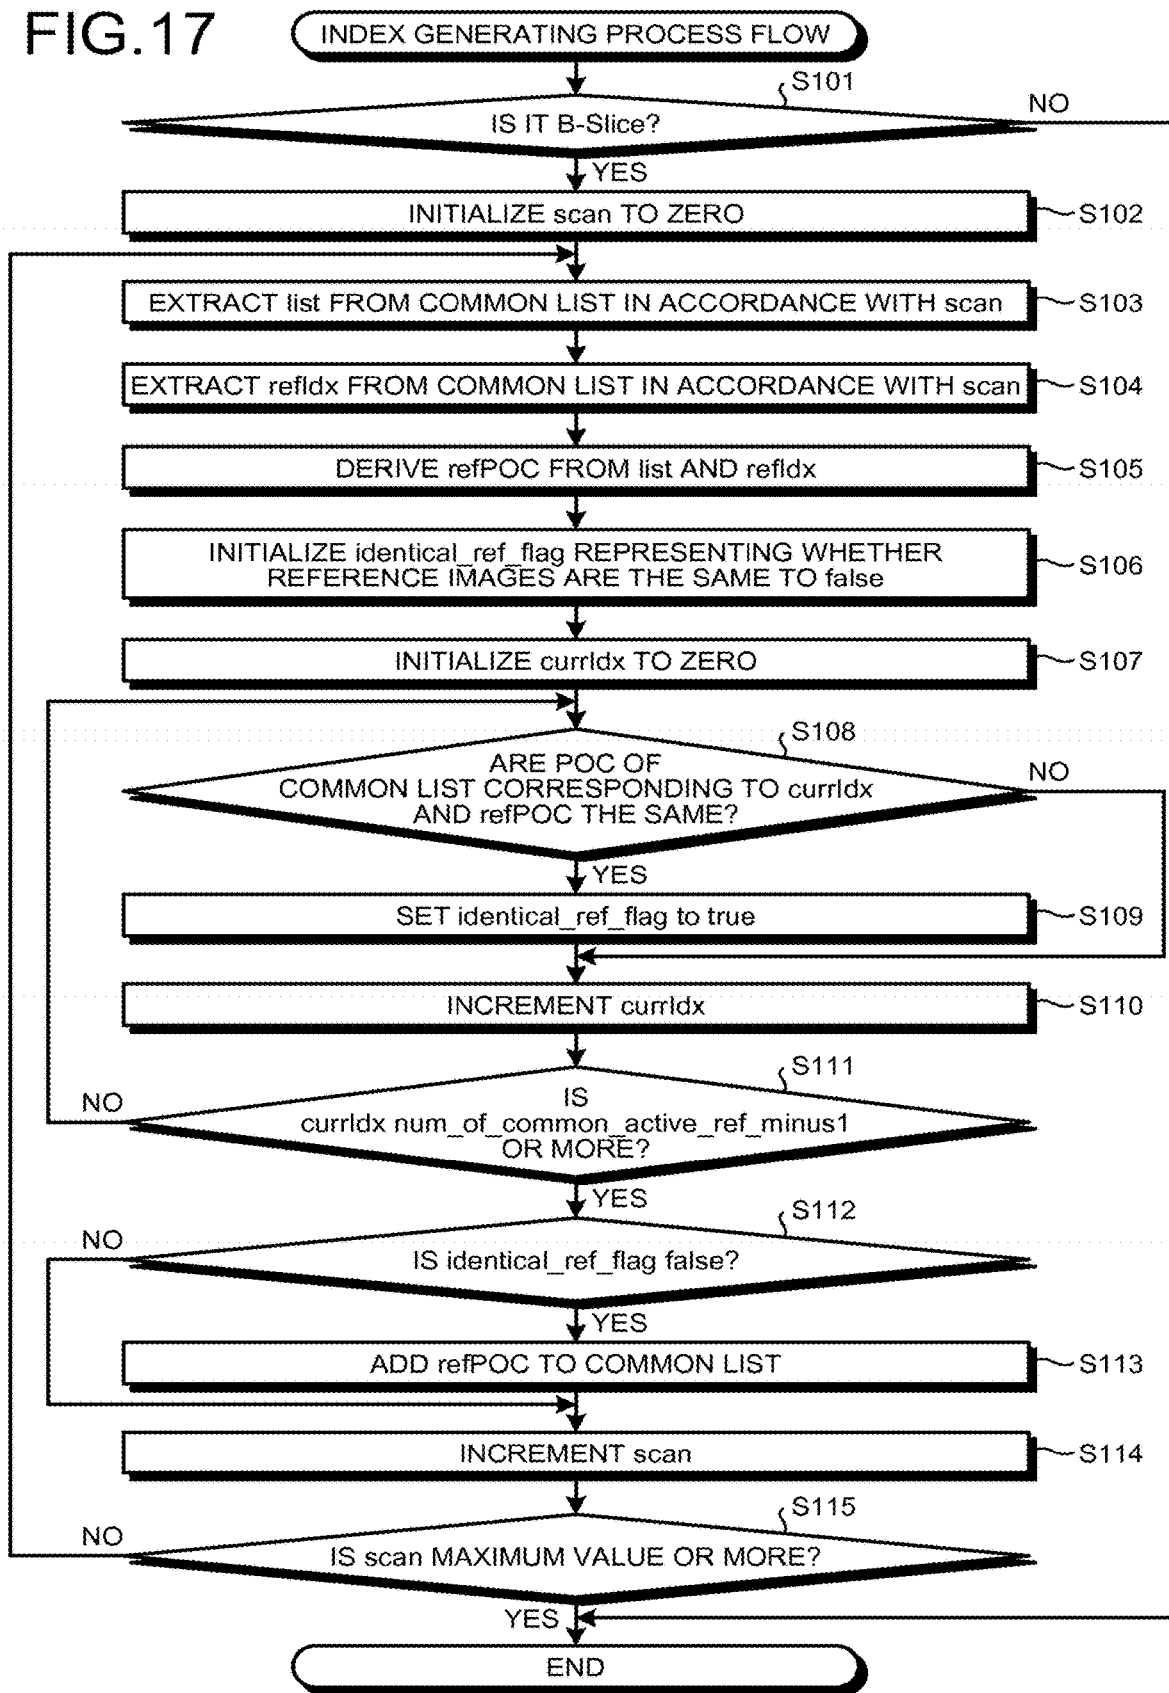 FIG.17
INDEX GENERATING PROCESS FLOW
S101
IS IT B-Slice?
NO
YES
INITIALIZE scan TO ZERO
S102
EXTRACT list FROM COMMON LIST IN ACCORDANCE WITH scan
S103
EXTRACT refIdx FROM COMMON LIST IN ACCORDANCE WITH scan
S104
DERIVE refPOC FROM list AND refIdx
S105
INITIALIZE identical_ref_flag REPRESENTING WHETHER
REFERENCE IMAGES ARE THE SAME TO false
S106
INITIALIZE currIdx TO ZERO
S107
S108
ARE POC OF
COMMON LIST CORRESPONDING TO currIdx
AND refPOC THE SAME?
NO
YES
SET identical_ref_flag to true
S109
INCREMENT currIdx
S110
S111
NO
IS
currIdx num_of_common_active_ref_minus1
OR MORE?
YES
S112
NO
IS identical_ref_flag false?
YES
ADD refPOC TO COMMON LIST
S113
INCREMENT scan
S114
S115
NO
IS scan MAXIMUM VALUE OR MORE?
YES
END